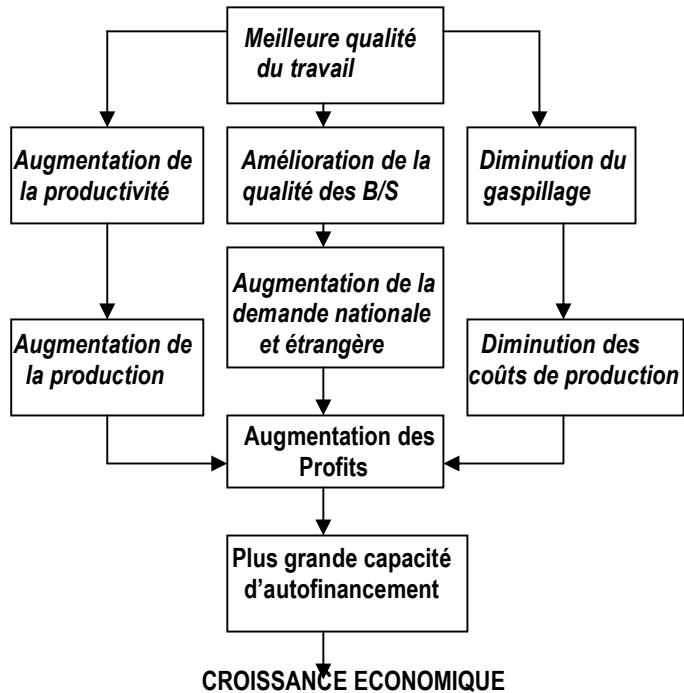 Meilleure qualité
du travail
Augmentation de
la productivité
Amélioration de la
qualité des B/S
Diminution du
gaspillage
Augmentation de la
demande nationale
et étrangère
Augmentation de
la production
Diminution des
coûts de production
Augmentation des
Profits
Plus grande capacité
d’autofinancement
CROISSANCE ECONOMIQUE